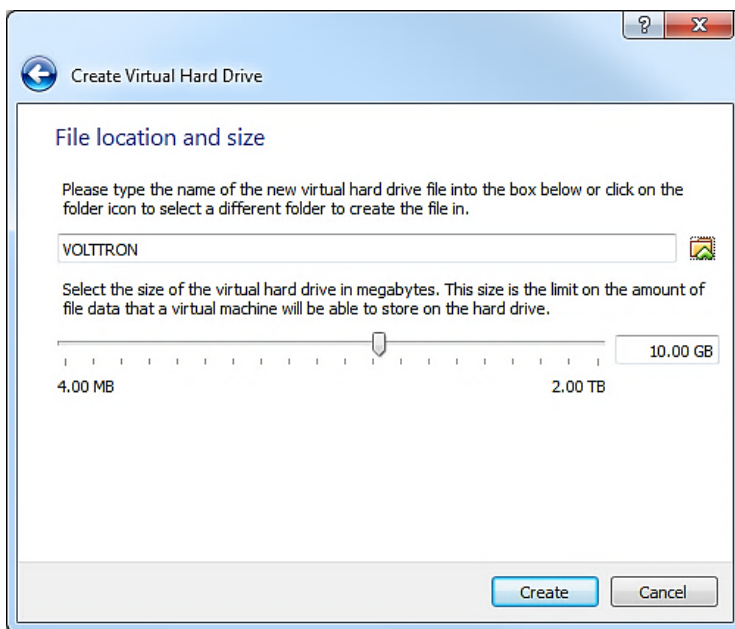 Create Virtual Hard Drive
File location and size
Please type the name of the new virtual hard drive file into the box below or click on the
folder icon to select a different folder to create the file in.
VOLTTRON
Select the size of the virtual hard drive in megabytes. This size is the limit on the amount of
file data that a virtual machine will be able to store on the hard drive.
10.00 GB
4.00 MB
2.00 TB
Create
Cancel